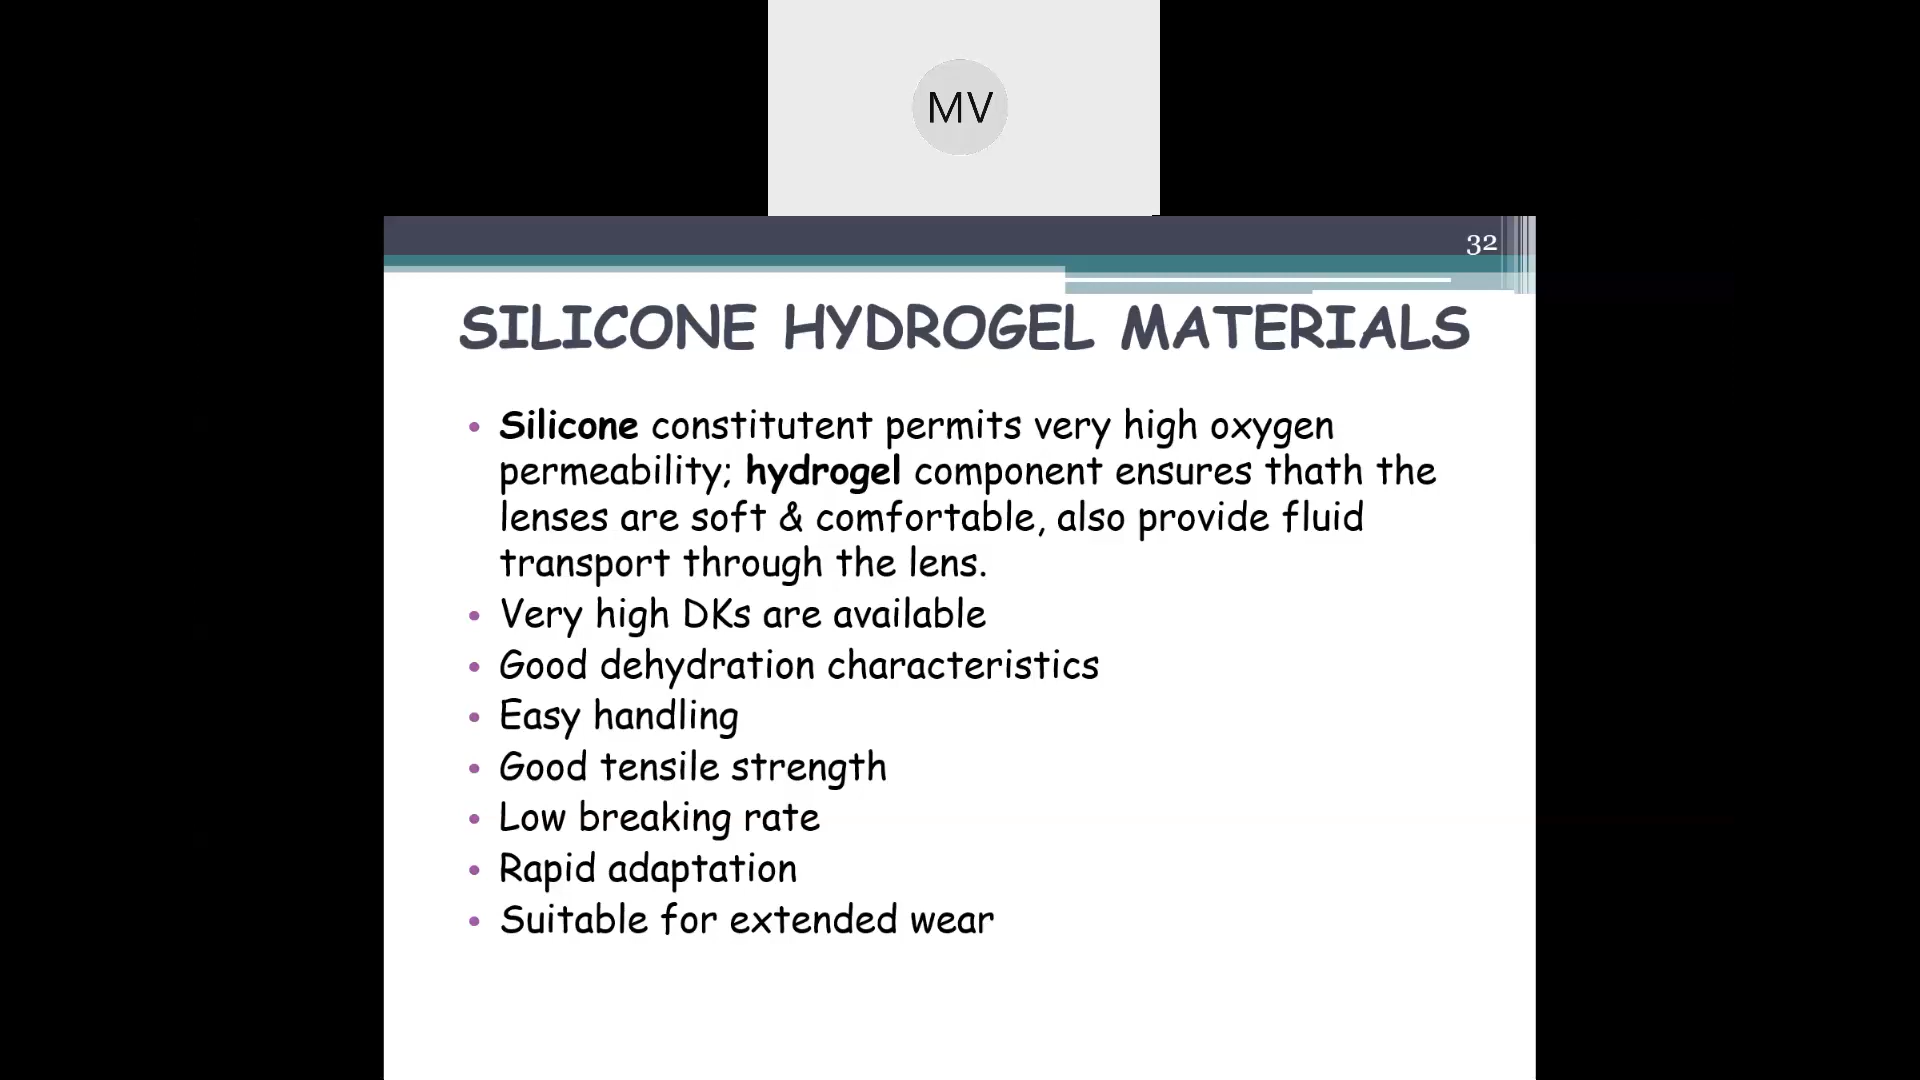 MV
32
SILICONE HYDROGEL MATERIALS
• Silicone constitutent permits very high oxygen
permeability; hydrogel component ensures thath the
lenses are soft & comfortable, also provide fluid
transport through the lens.
• Very high DKs are available
• Good dehydration characteristics
• Easy handling
• Good tensile strength
• Low breaking rate
• Rapid adaptation
• Suitable for extended wear